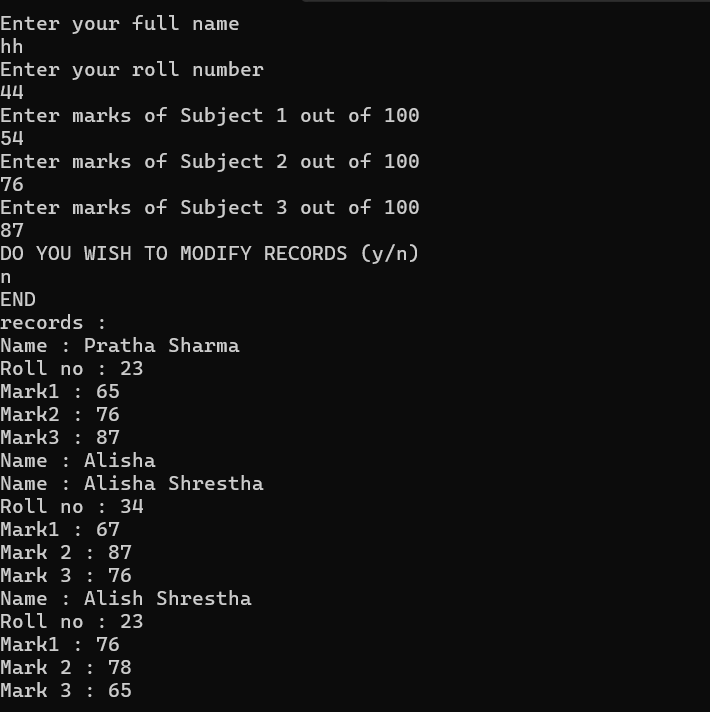 Enter your full name
hh
Enter your roll number
44
Enter marks of Subject 1 out of 100
54
Enter marks of Subject 2 out of 100
76
Enter marks of Subject 3 out of 100
87
DO YOU WISH TO MODIFY RECORDS (y/n)
n
END
records :
Name : Pratha Sharma
Roll no : 23
Mark1 : 65
Mark2 : 76
Mark3 : 87
Name : Alisha
Name : Alisha Shrestha
Roll no : 34
Mark1 : 67
Mark 2 : 87
Mark 3 : 76
Name : Alish Shrestha
Roll no : 23
Mark1 : 76
Mark 2 : 78
Mark 3 : 65